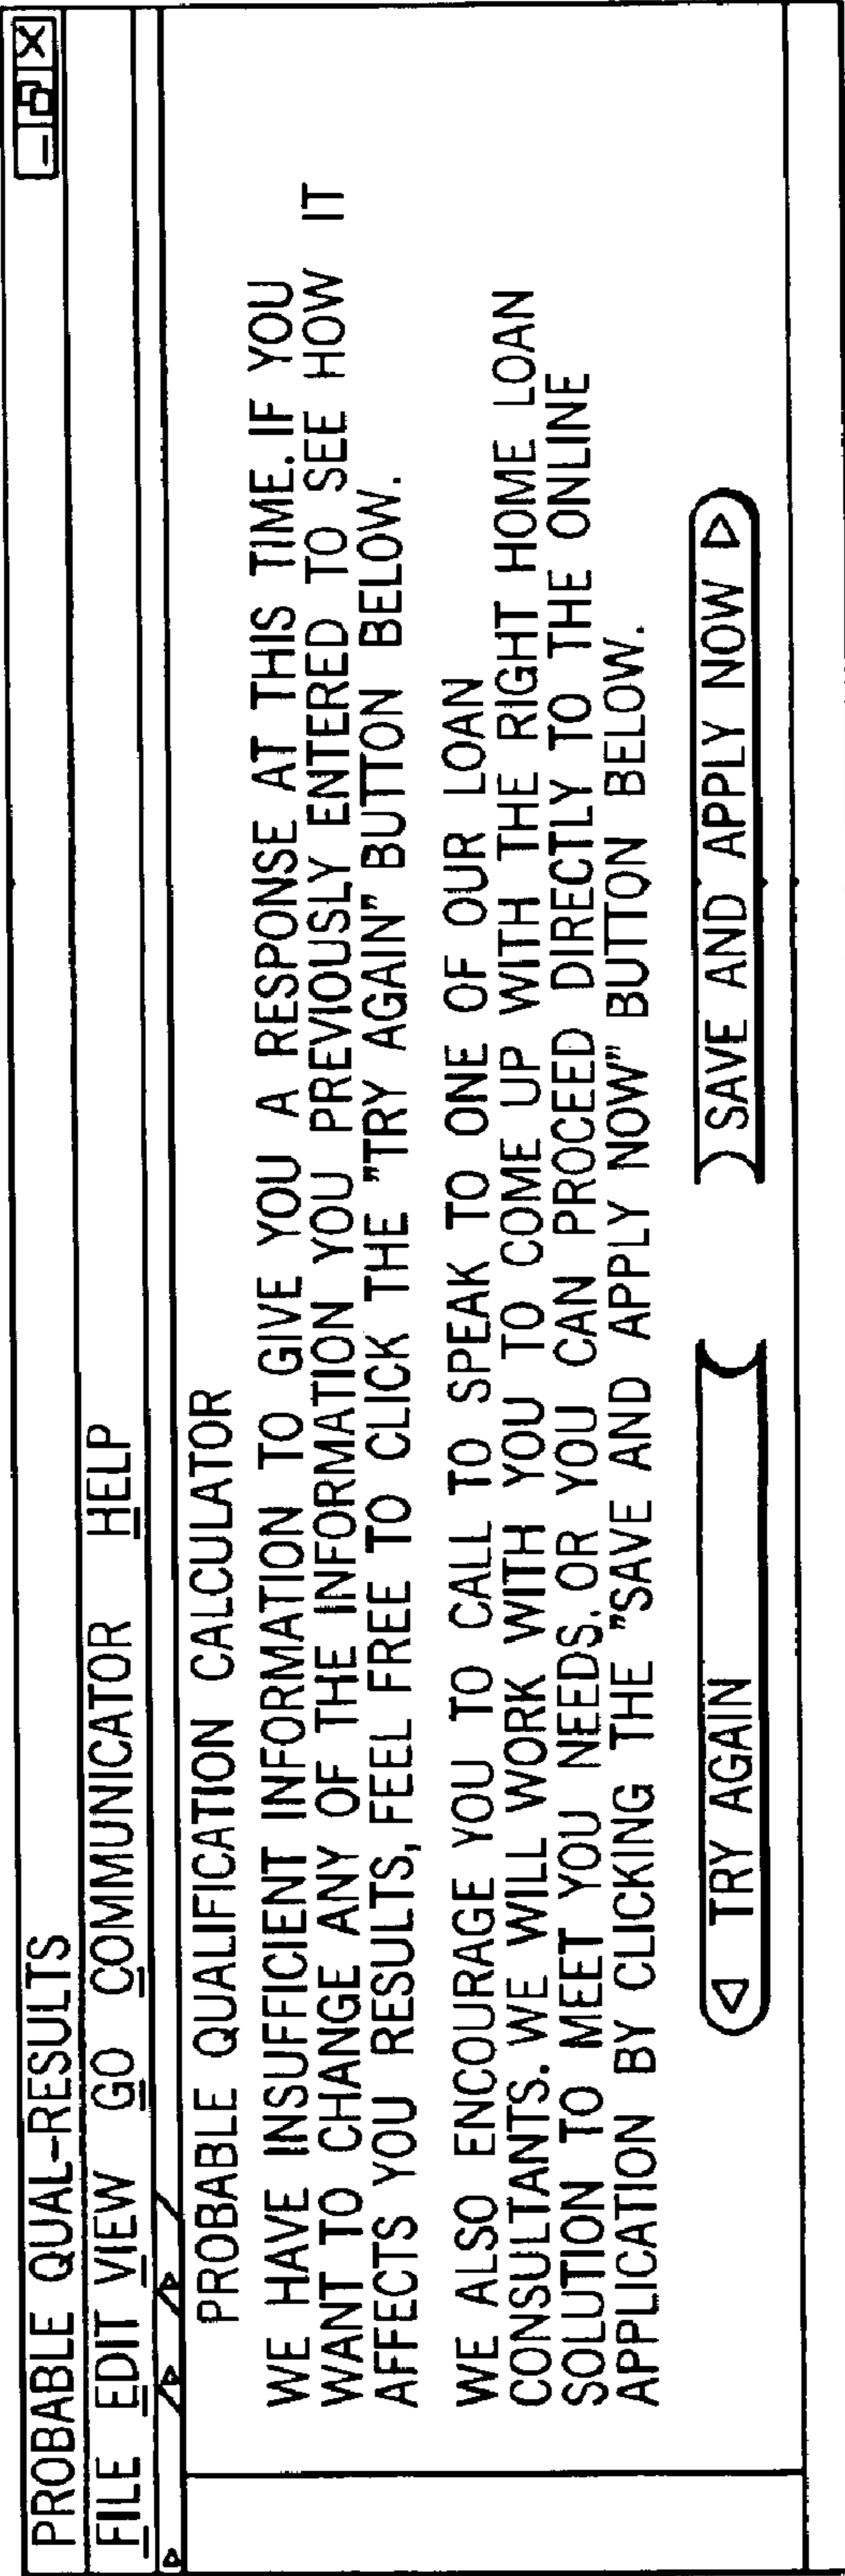 PROBABLE QUAL-RESULTS
FILE EDIT VIEW GO COMMUNICATOR HELP
PROBABLE QUALIFICATION CALCULATOR
WE HAVE INSUFFICIENT INFORMATION TO GIVE YOU A RESPONSE AT THIS TIME. IF YOU
WANT TO CHANGE ANY OF THE INFORMATION YOU PREVIOUSLY ENTERED TO SEE HOW IT
AFFECTS YOU RESULTS, FEEL FREE TO CLICK THE "TRY AGAIN" BUTTON BELOW.
WE ALSO ENCOURAGE YOU TO CALL TO SPEAK TO ONE OF OUR LOAN
CONSULTANTS. WE WILL WORK WITH YOU TO COME UP WITH THE RIGHT HOME LOAN
SOLUTION TO MEET YOU NEEDS. OR YOU CAN PROCEED DIRECTLY TO THE ONLINE
APPLICATION BY CLICKING THE "SAVE AND APPLY NOW" BUTTON BELOW.
TRY AGAIN
SAVE AND APPLY NOW